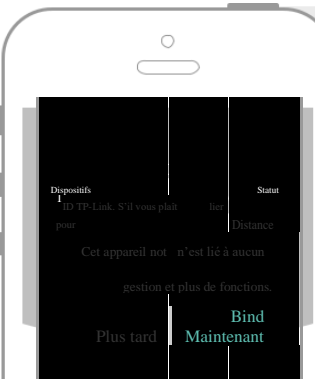 Dispositifs Statut
1
ID TP-Link. S'il vous plaît lier
pour Distance
Cet appareil not n'est lié à aucun
gestion et plus de fonctions.
Bind
Plus tard Maintenant